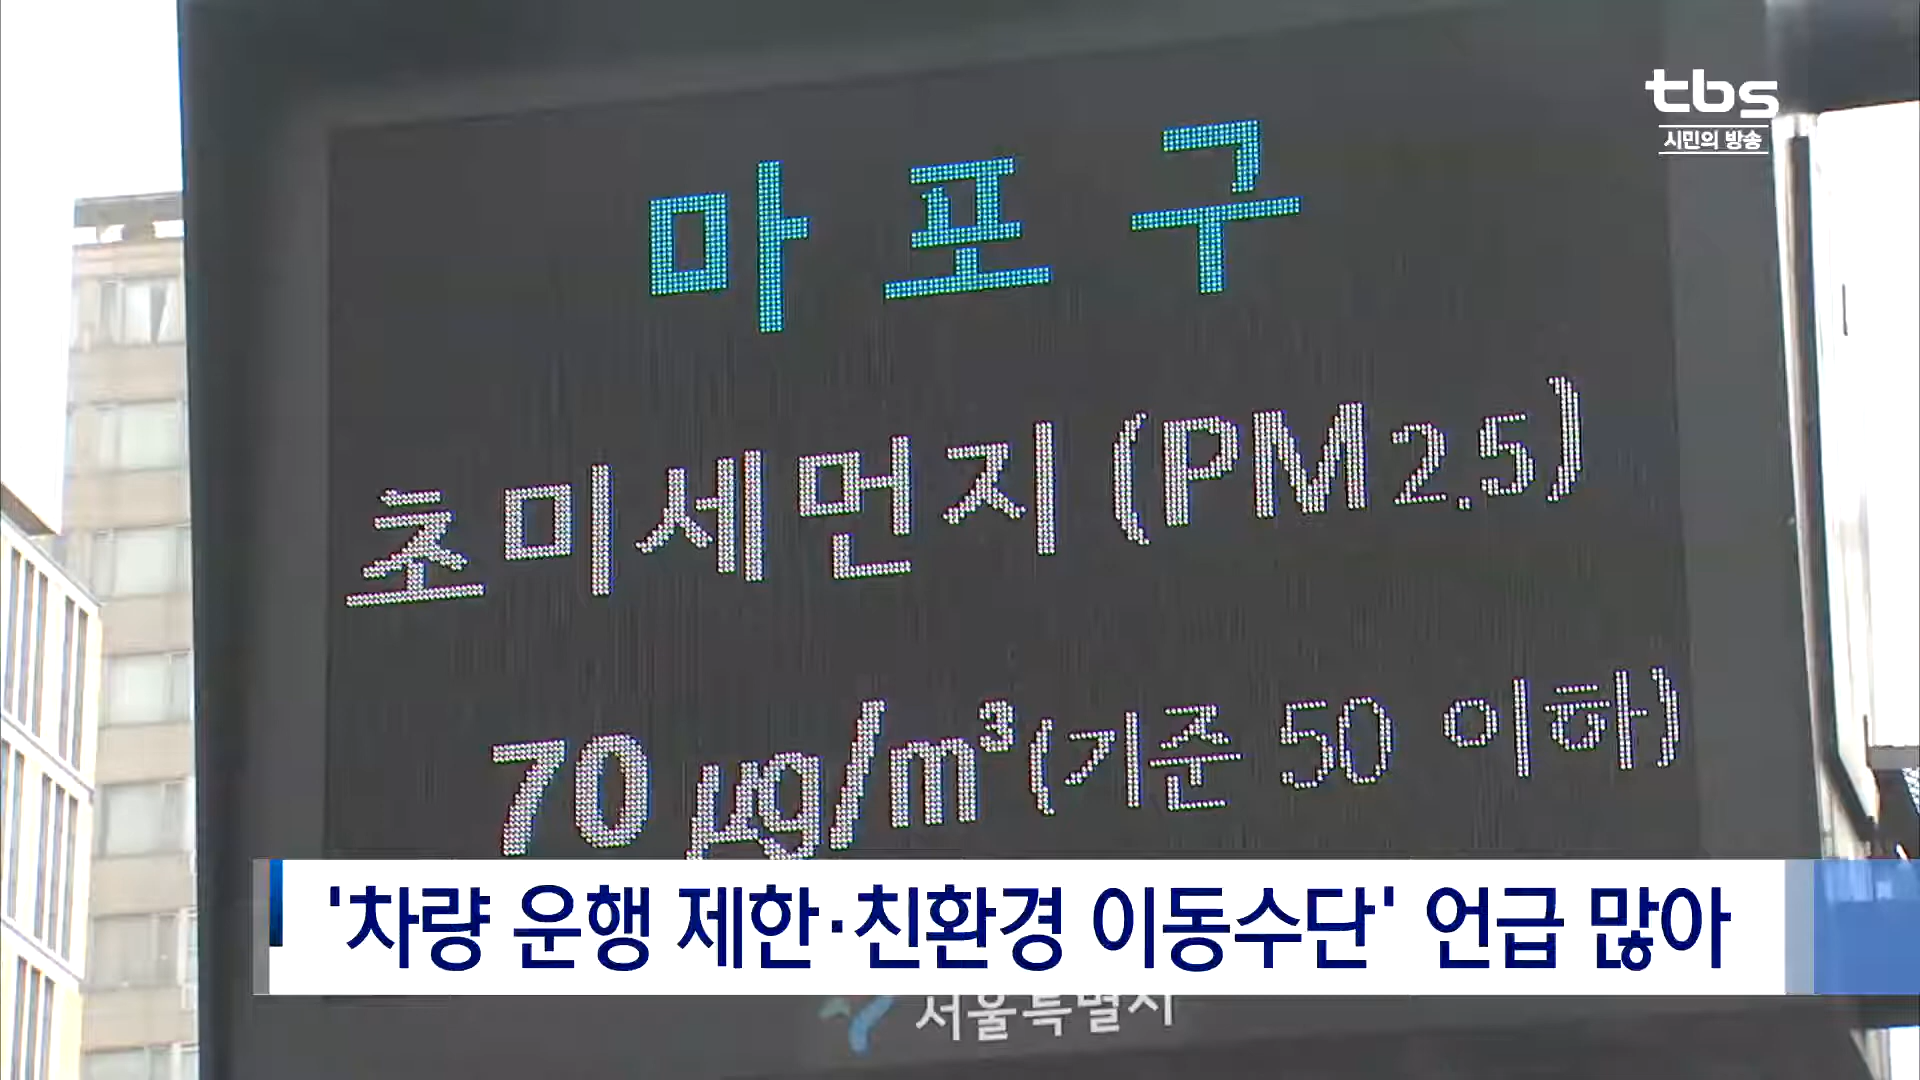 tbs
시민의 방송
마포구
초미세먼지 (PM2.5)
70 µg/m³ (기준 50 이하)
'차량 운행 제한·친환경 이동수단' 언급 많아
서울특별시